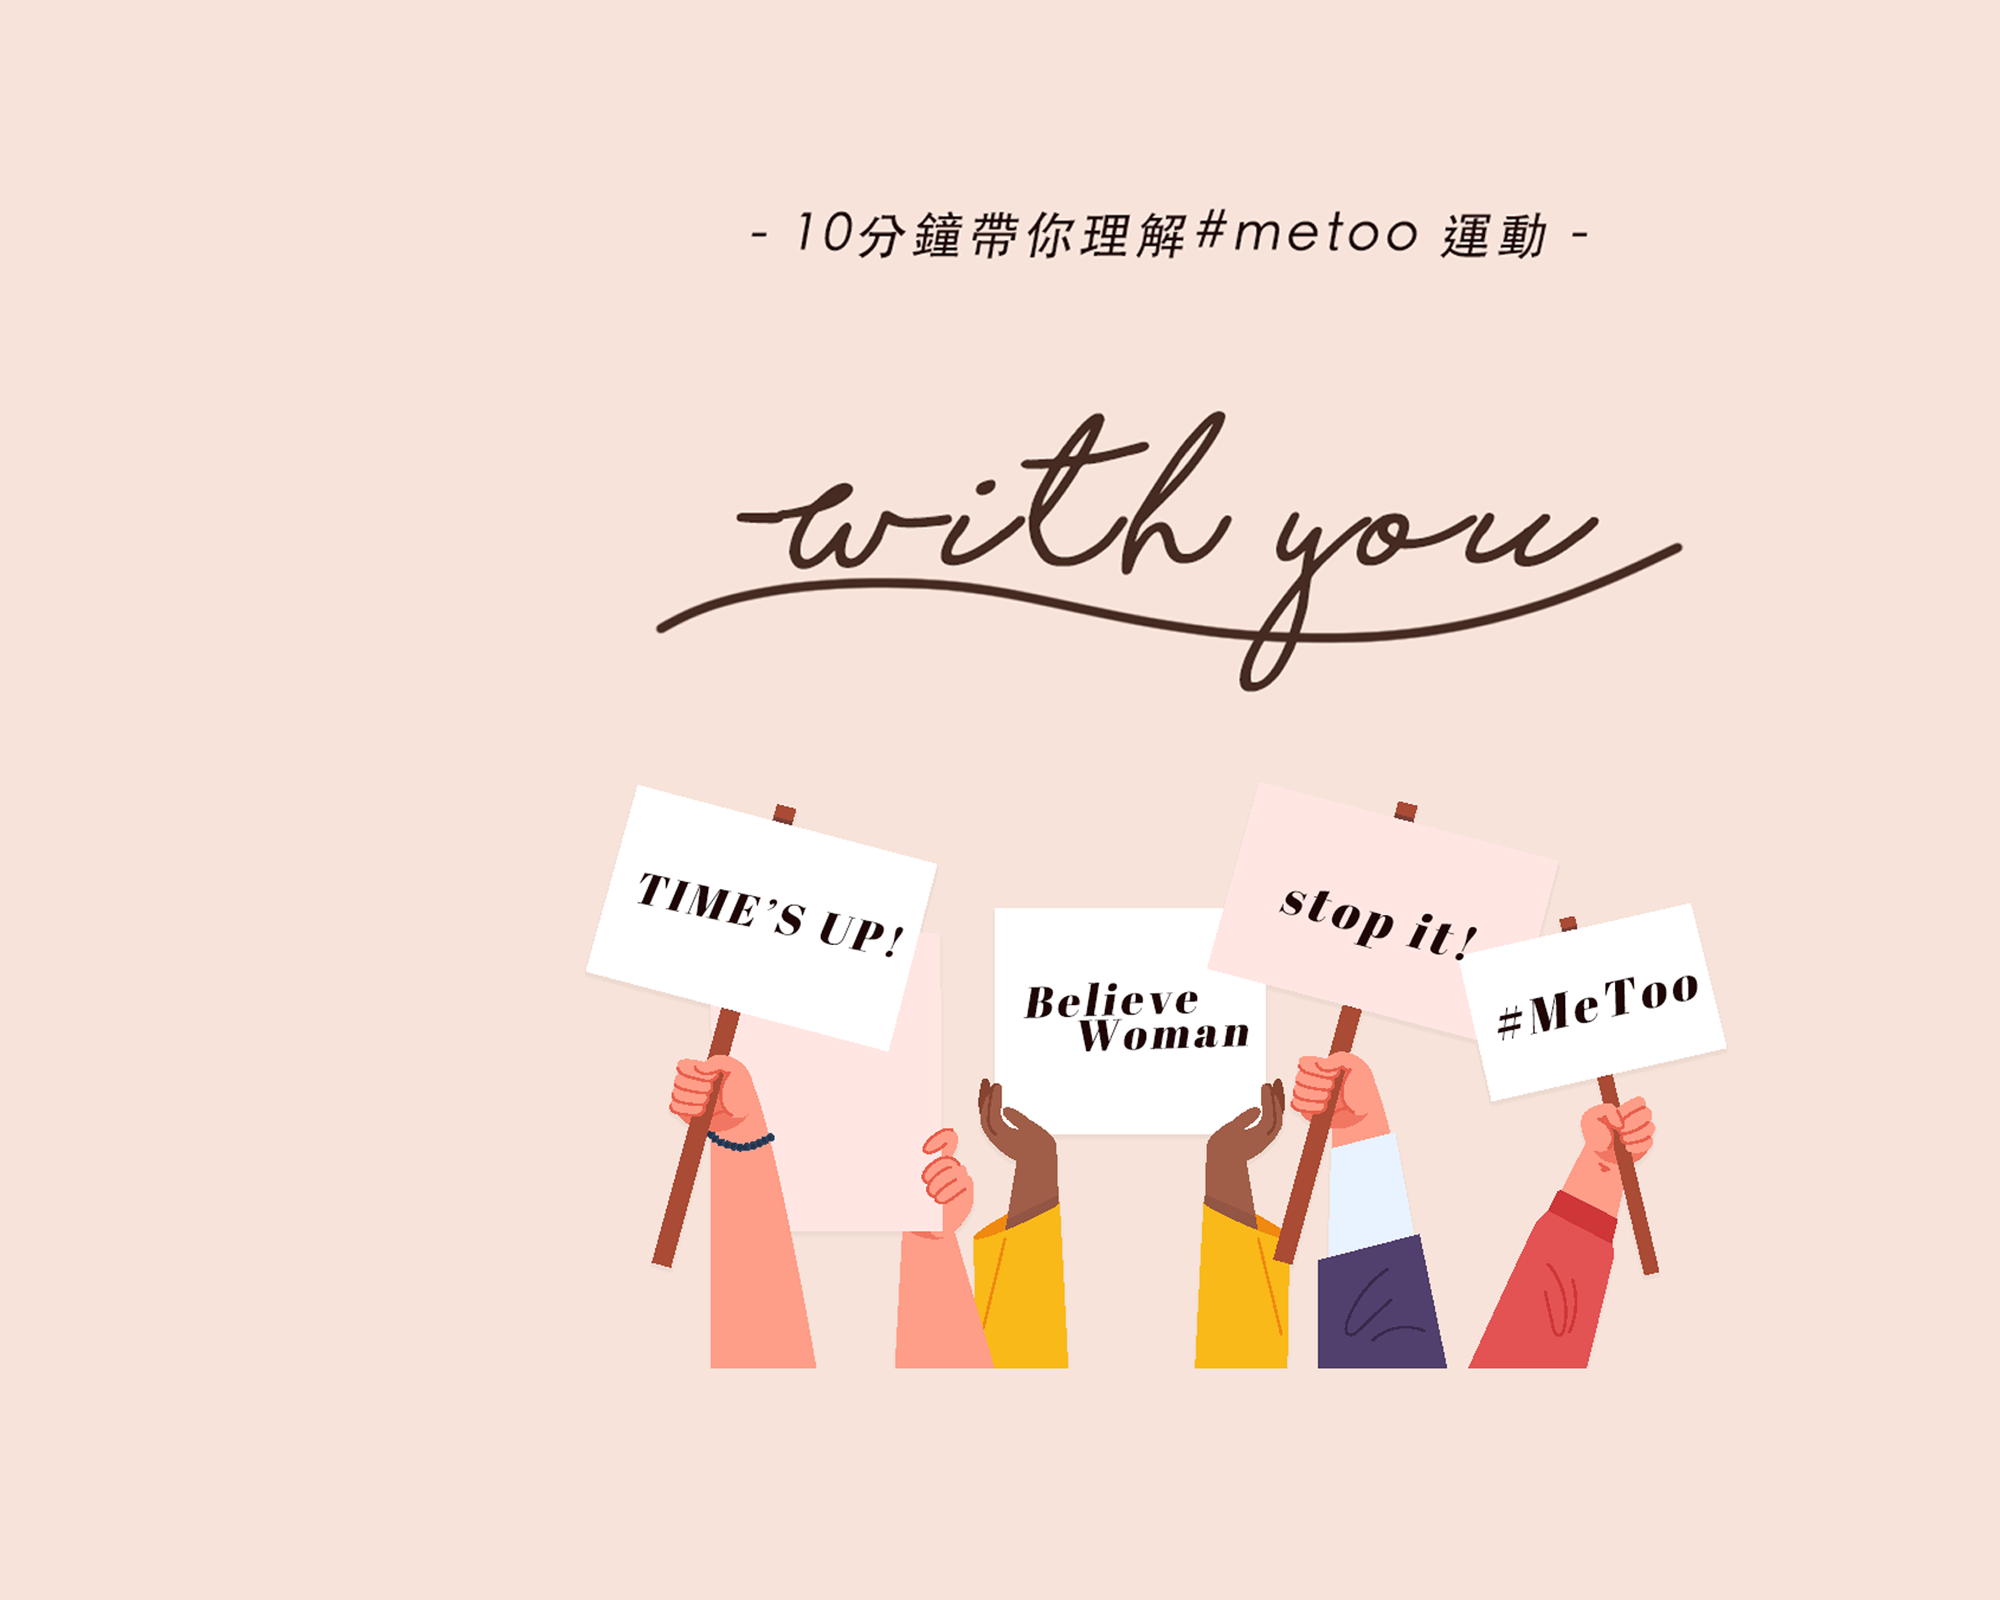 - 10分鐘帶你理解#metoo 運動 -
with you
TIME'S UP!
Believe
Woman
stop it!
#MeToo